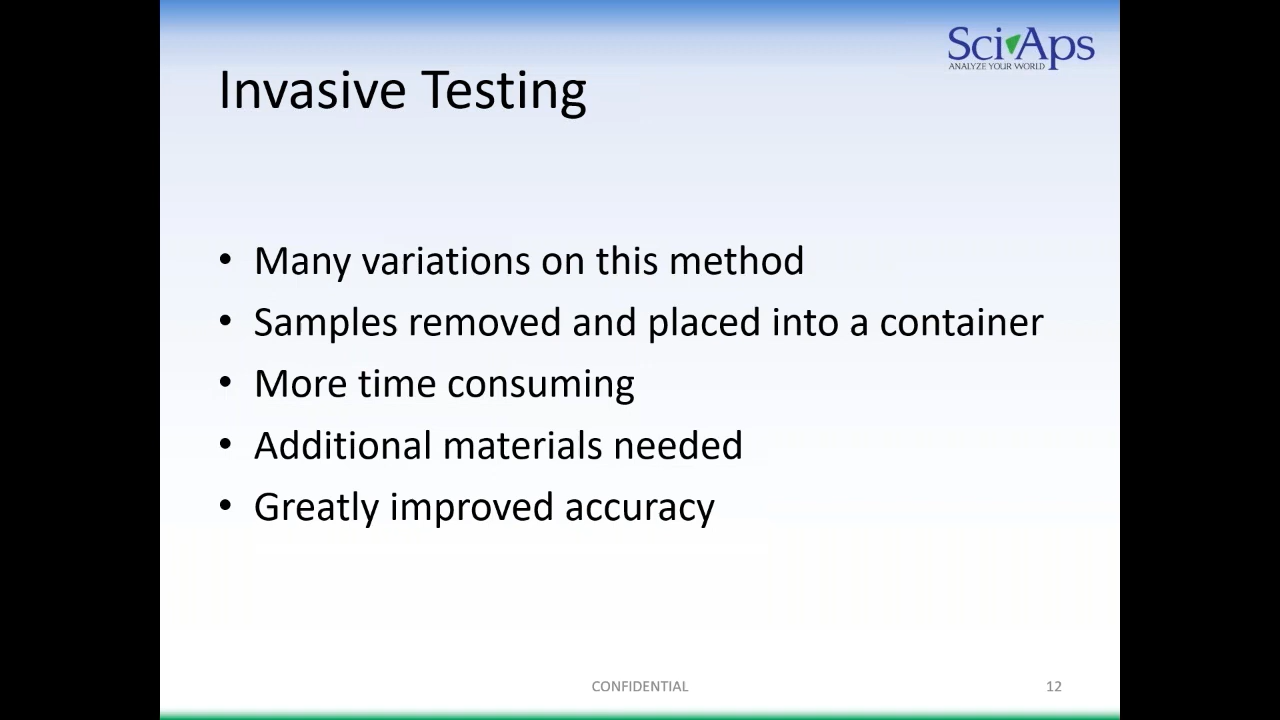 SciAps
ANALYZE YOUR WORLD
Invasive Testing
• Many variations on this method
• Samples removed and placed into a container
• More time consuming
• Additional materials needed
• Greatly improved accuracy
CONFIDENTIAL
12